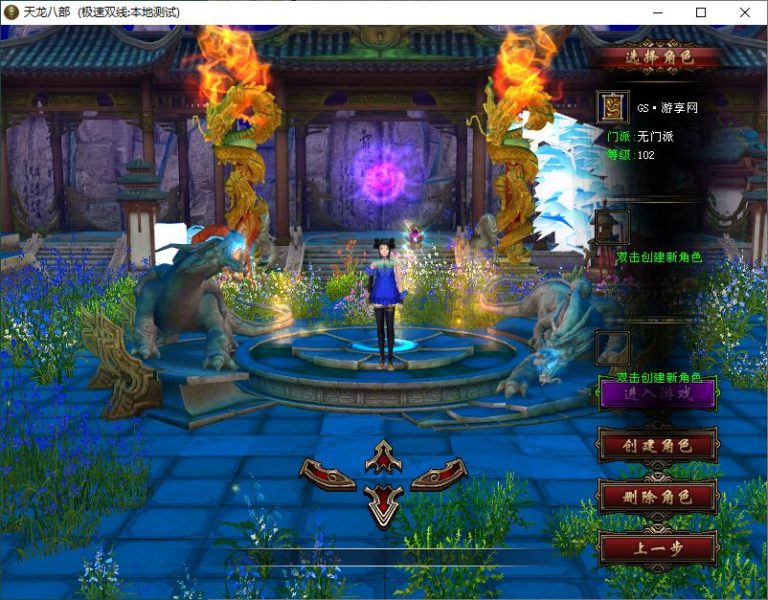 天龙八部 (极速双线:本地测试)
选择角色
GS·游享网
门派:无门派
等级:102
双击创建新角色
双击创建新角色
进入游戏
创建角色
删除角色
上一步